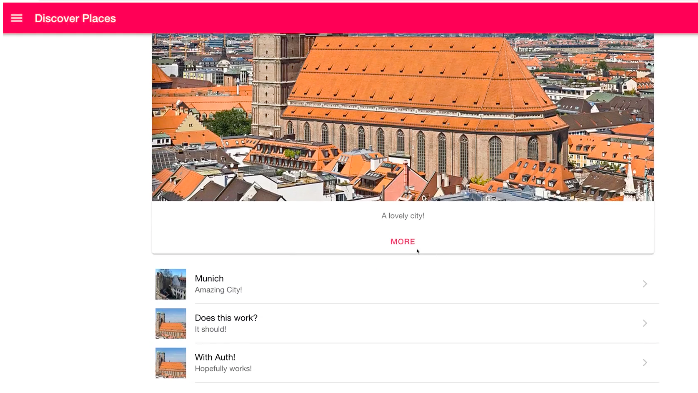 Discover Places
A lovely city!
MORE
Munich
Amazing City!
Does this work?
It should!
With Auth!
Hopefully works!